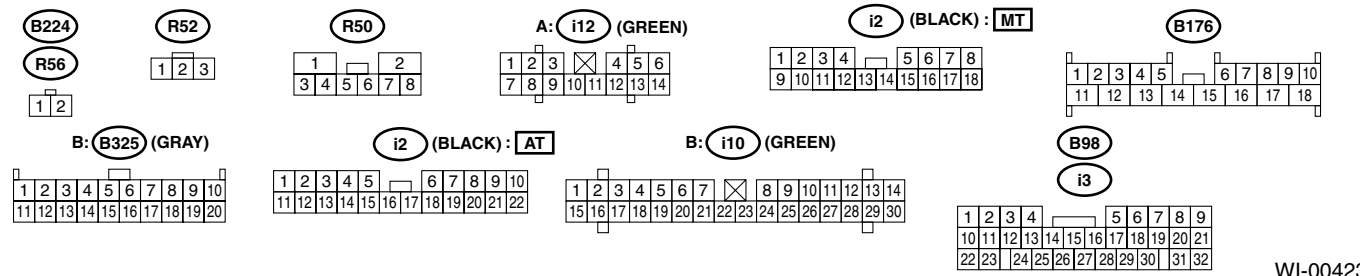 B224
R56
1 2
R52
1 2 3
R50
1 2
3 4 5 6 7 8
A: i12 (GREEN)
1 2 3 4 5 6
7 8 9 10 11 12 13 14
i2 (BLACK) : MT
1 2 3 4 5 6 7 8
9 10 11 12 13 14 15 16 17 18
B176
1 2 3 4 5 6 7 8 9 10
11 12 13 14 15 16 17 18
B: B325 (GRAY)
1 2 3 4 5 6 7 8 9 10
11 12 13 14 15 16 17 18 19 20
i2 (BLACK) : AT
1 2 3 4 5 6 7 8 9 10
11 12 13 14 15 16 17 18 19 20 21 22
B: i10 (GREEN)
1 2 3 4 5 6 7 8 9 10 11 12 13 14
15 16 17 18 19 20 21 22 23 24 25 26 27 28 29 30
B98
i3
1 2 3 4 5 6 7 8 9
10 11 12 13 14 15 16 17 18 19 20 21
22 23 24 25 26 27 28 29 30 31 32